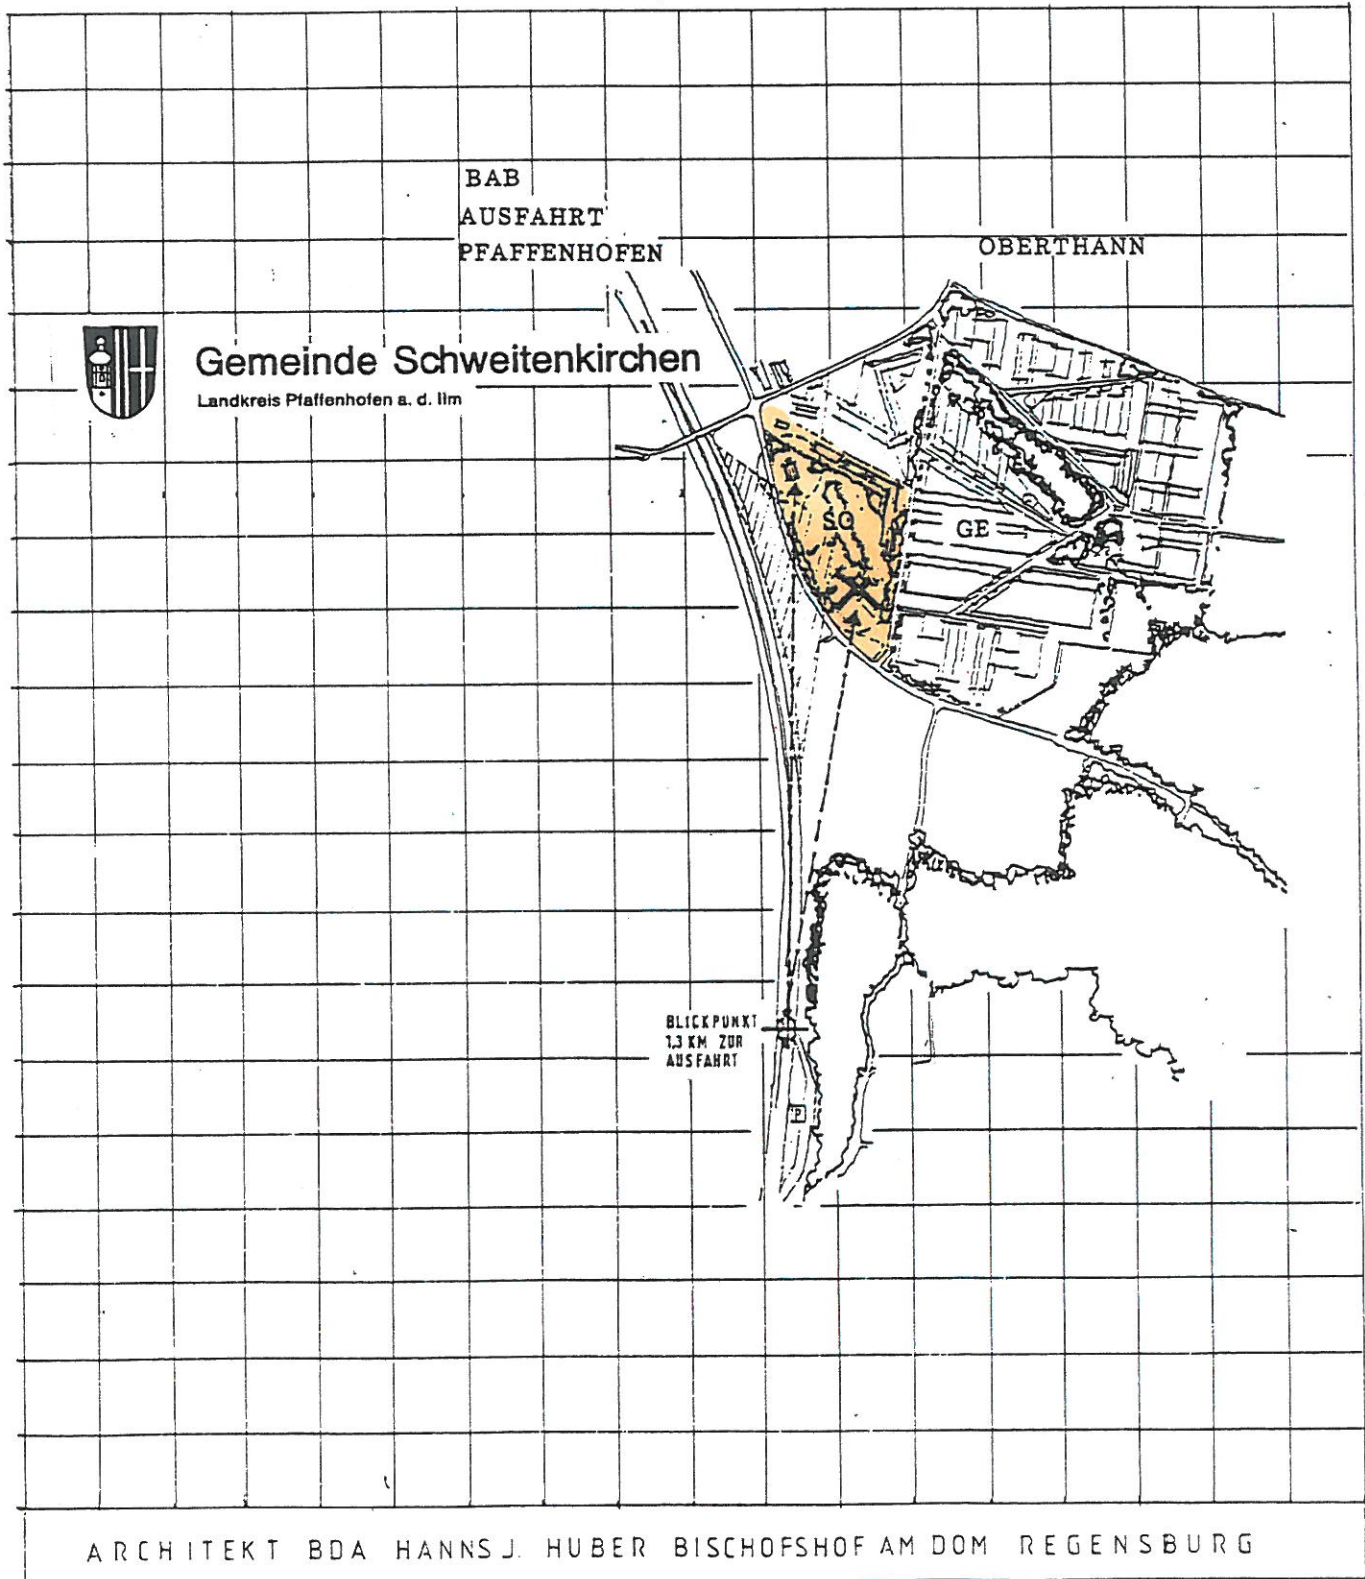 BAB
AUSFAHRT
PFAFFENHOFEN
OBERTHANN
Gemeinde Schweitenkirchen
Landkreis Pfaffenhofen a. d. Ilm
SO
GE
BLICKPUNKT
1,3 KM ZUR
AUSFAHRT
P
ARCHITEKT BDA HANNS J. HUBER BISCHOFSHOF AM DOM REGENSBURG